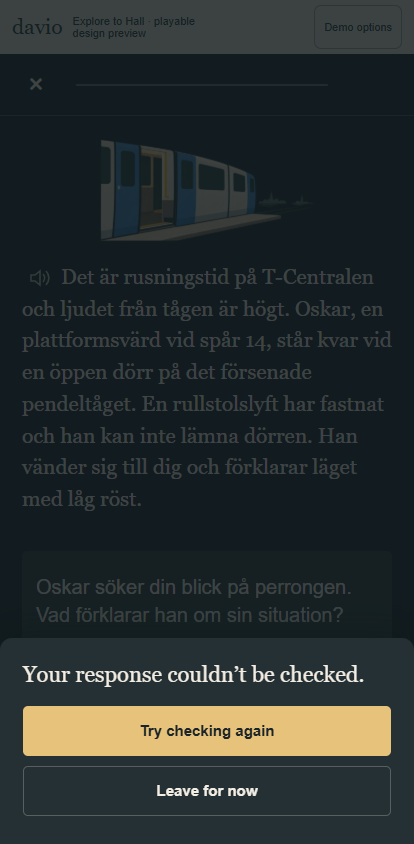 davio
Explore to Hall · playable
design preview
Demo options
Det är rusningstid på T-Centralen
och ljudet från tågen är högt. Oskar, en
plattformsvärd vid spår 14, står kvar vid
en öppen dörr på det försenade
pendeltåget. En rullstolslyft har fastnat
och han kan inte lämna dörren. Han
vänder sig till dig och förklarar läget
med låg röst.
Oskar söker din blick på perrongen.
Vad förklarar han om sin situation?
Your response couldn’t be checked.
Try checking again
Leave for now